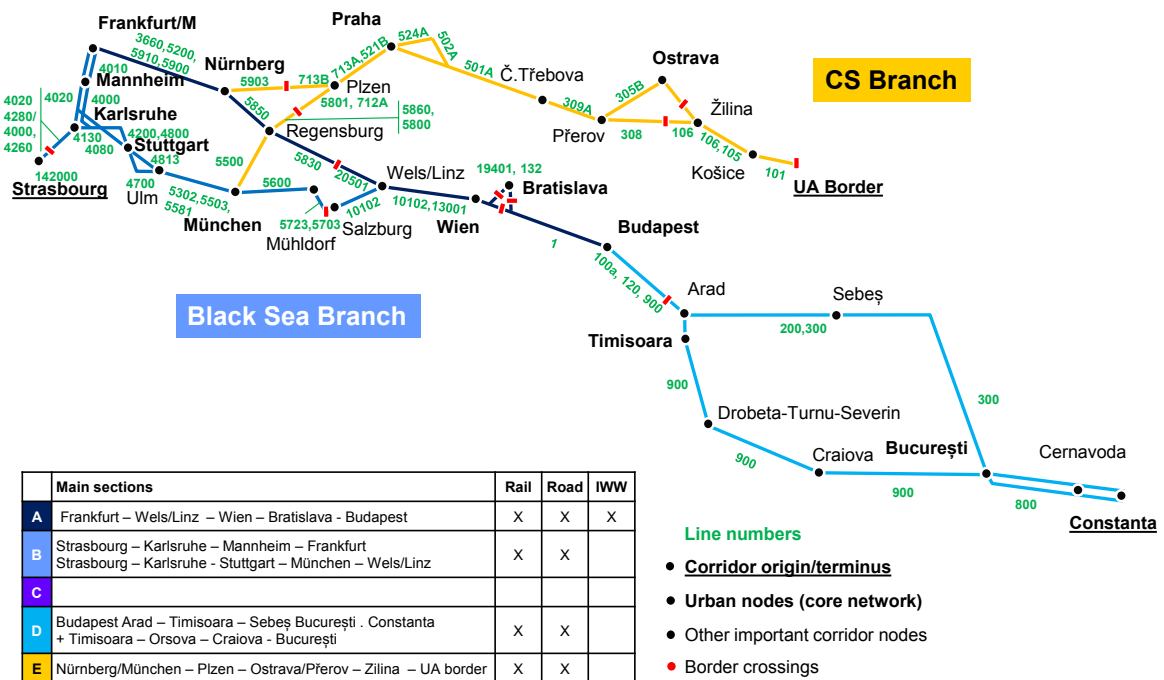 Frankfurt/M
3660,5200,
5910,5900
Praha
524A
502A
713A,521B
501A
Nürnberg
5903
713B
Plzen
Č.Třebova
Ostrava
CS Branch
4010
Mannheim
4020
4280/
4000,
4260
4020
4000
Karlsruhe
4130
4080
4200,4800
Stuttgart
4813
4700
Ulm
142000
Strasbourg
5850
5801, 712A
5860,
5800
Regensburg
309A
305B
Přerov
308
106
Žilina
106,105
Košice
101
UA Border
5500
5302,5503,
5581
München
5600
5723,5703
Mühldorf
5830
20501
Wels/Linz
10102
Salzburg
10102,13001
19401, 132
Bratislava
Wien
1
Budapest
100a, 120, 900
Black Sea Branch
Arad
Sebeș
200,300
Timisoara
900
300
Drobeta-Turnu-Severin
900
Craiova
București
900
Cernavoda
800
Constanta
Main sections Rail Road IWW
A Frankfurt – Wels/Linz – Wien – Bratislava - Budapest X X X
B Strasbourg – Karlsruhe – Mannheim – Frankfurt
Strasbourg – Karlsruhe - Stuttgart – München – Wels/Linz X X
C
D Budapest Arad – Timisoara – Sebeș București . Constanta
+ Timisoara – Orsova – Craiova - București X X
E Nürnberg/München – Plzen – Ostrava/Přerov – Zilina – UA border X X
Line numbers
Corridor origin/terminus
Urban nodes (core network)
Other important corridor nodes
Border crossings